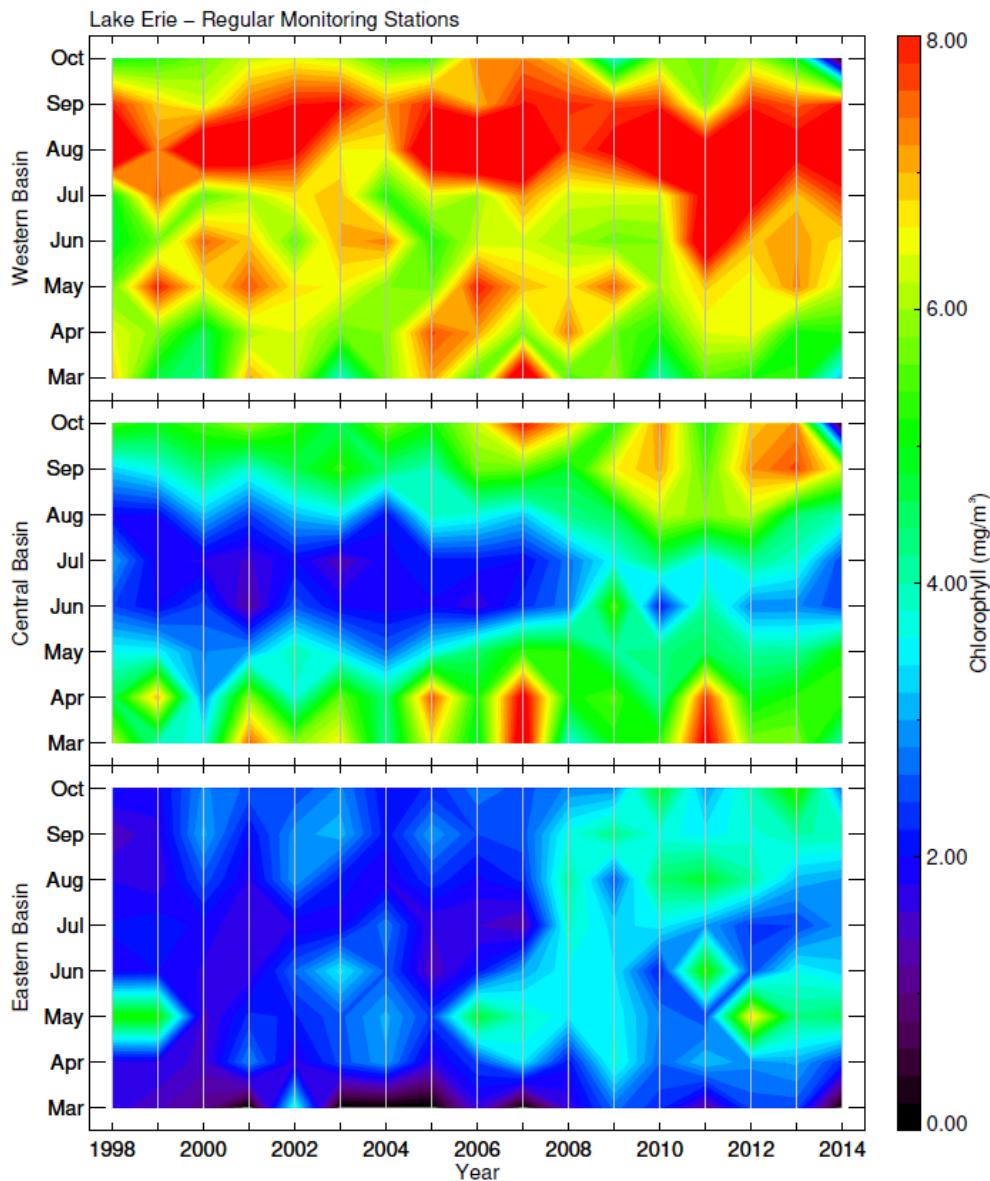 Lake Erie – Regular Monitoring Stations
Western Basin
Oct
Sep
Aug
Jul
Jun
May
Apr
Mar
Central Basin
Oct
Sep
Aug
Jul
Jun
May
Apr
Mar
Eastern Basin
Oct
Sep
Aug
Jul
Jun
May
Apr
Mar
1998 2000 2002 2004 2006 2008 2010 2012 2014
Year
8.00
6.00
4.00
2.00
0.00
Chlorophyll (mg/m³)